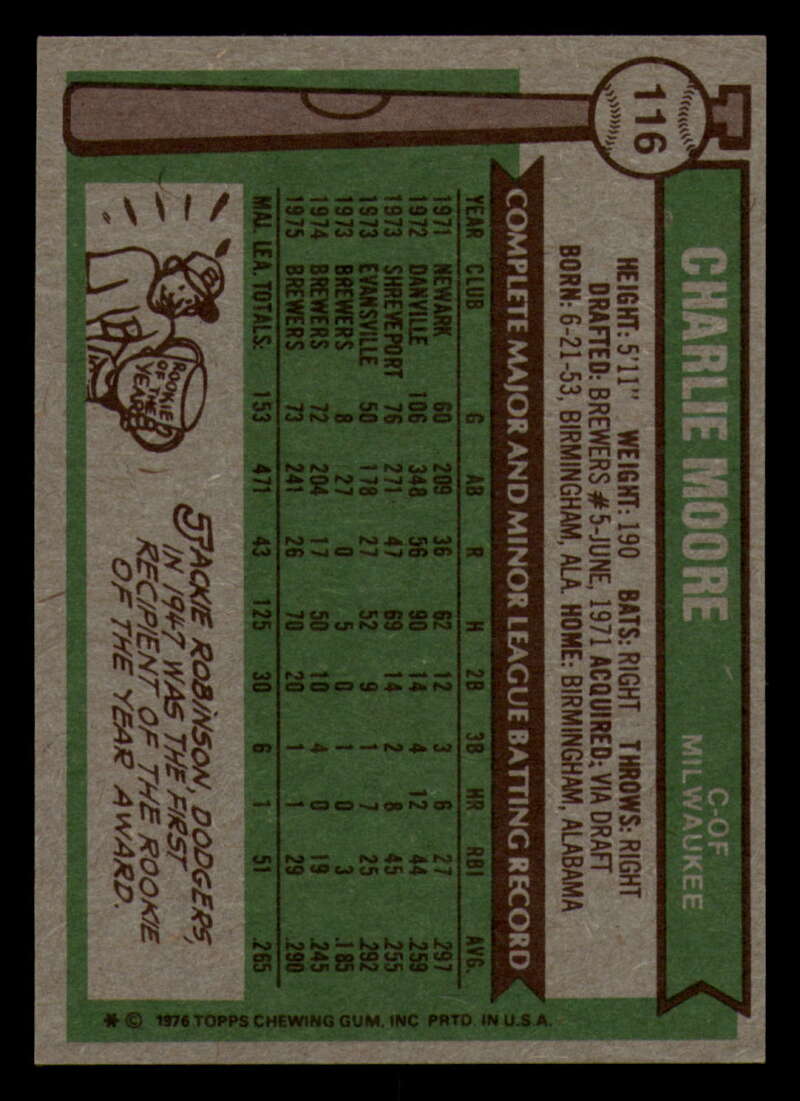 116
CHARLIE MOORE
C-OF
MILWAUKEE
HEIGHT: 5'11" WEIGHT: 190 BATS: RIGHT THROWS: RIGHT
DRAFTED: BREWERS #5-JUNE, 1971 ACQUIRED: VIA DRAFT
BORN: 6-21-53, BIRMINGHAM, ALA. HOME: BIRMINGHAM, ALABAMA
COMPLETE MAJOR AND MINOR LEAGUE BATTING RECORD
YEAR CLUB G AB R H 2B 3B HR RBI AVG.
1971 NEWARK 60 209 36 62 12 3 6 27 .297
1972 DANVILLE 106 348 56 90 14 4 12 44 .259
1973 SHREVEPORT 76 271 47 69 14 2 8 45 .255
1973 EVANSVILLE 50 178 27 52 9 1 7 25 .292
1973 BREWERS 8 27 0 5 0 1 0 3 .185
1974 BREWERS 72 204 17 50 10 4 0 19 .245
1975 BREWERS 73 241 26 70 20 1 1 29 .290
MAJ. LEA. TOTALS: 153 471 43 125 30 6 1 51 .265
B
B
ROOKIE
OF THE
YEAR
JACKIE ROBINSON, DODGERS,
IN 1947 WAS THE FIRST
RECIPIENT OF THE ROOKIE
OF THE YEAR AWARD.
* © 1976 TOPPS CHEWING GUM, INC PRTD. IN U.S.A.